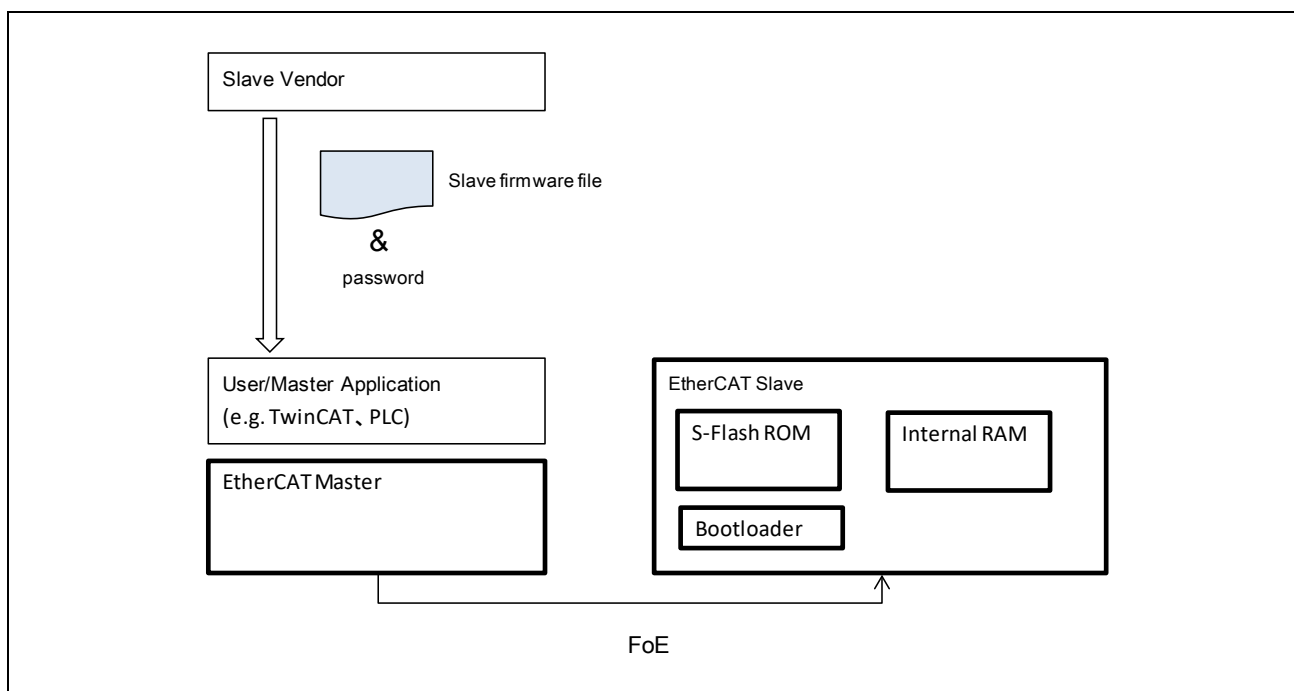 Slave Vendor
Slave firmware file
&
password
User/Master Application
(e.g. TwinCAT、PLC)
EtherCAT Master
EtherCAT Slave
S-Flash ROM
Internal RAM
Bootloader
FoE